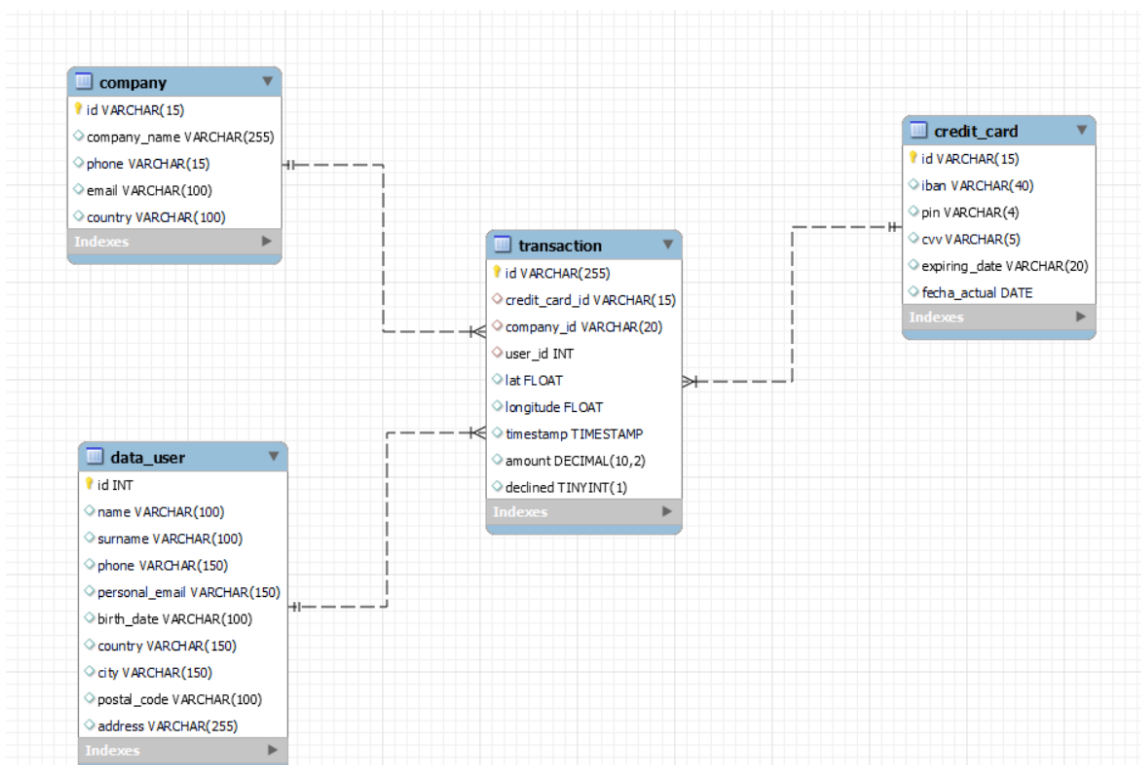 company
id VARCHAR(15)
company_name VARCHAR(255)
phone VARCHAR(15)
email VARCHAR(100)
country VARCHAR(100)
Indexes
credit_card
id VARCHAR(15)
iban VARCHAR(40)
pin VARCHAR(4)
cvv VARCHAR(5)
expiring_date VARCHAR(20)
fecha_actual DATE
Indexes
transaction
id VARCHAR(255)
credit_card_id VARCHAR(15)
company_id VARCHAR(20)
user_id INT
lat FLOAT
longitude FLOAT
timestamp TIMESTAMP
amount DECIMAL(10,2)
declined TINYINT(1)
Indexes
data_user
id INT
name VARCHAR(100)
surname VARCHAR(100)
phone VARCHAR(150)
personal_email VARCHAR(150)
birth_date VARCHAR(100)
country VARCHAR(150)
city VARCHAR(150)
postal_code VARCHAR(100)
address VARCHAR(255)
Indexes